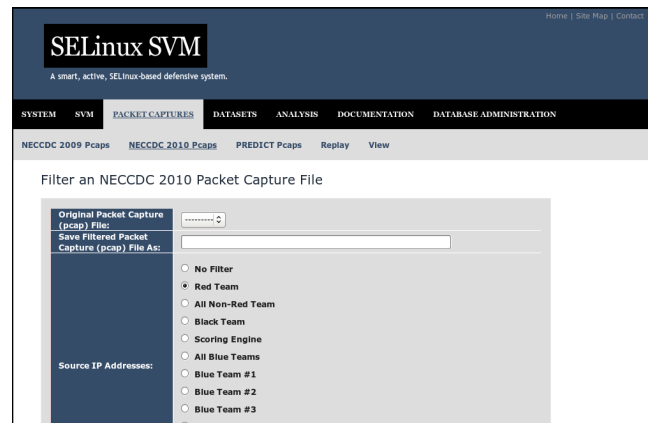 Home | Site Map | Contact
SELinux SVM
A smart, active, SELinux-based defensive system.
SYSTEM SVM PACKET CAPTURES DATASETS ANALYSIS DOCUMENTATION DATABASE ADMINISTRATION
NECCDC 2009 Pcaps NECCDC 2010 Pcaps PREDICT Pcaps Replay View
Filter an NECCDC 2010 Packet Capture File
Original Packet Capture
(pcap) File:
---------
Save Filtered Packet
Capture (pcap) File As:
Source IP Addresses:
No Filter
Red Team
All Non-Red Team
Black Team
Scoring Engine
All Blue Teams
Blue Team #1
Blue Team #2
Blue Team #3